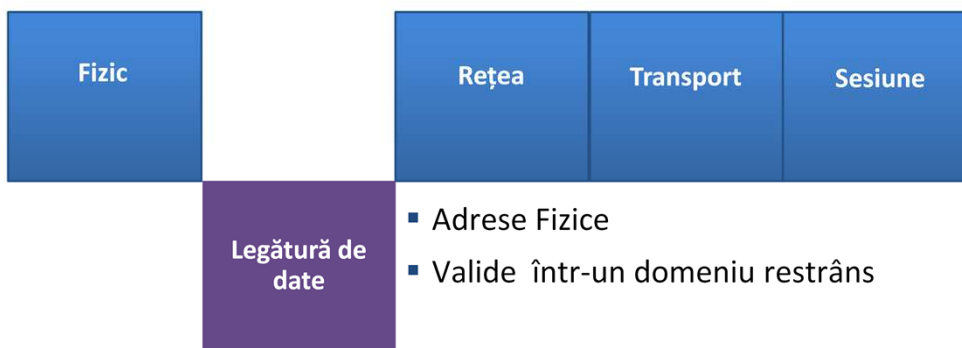 Fizic
Rețea
Transport
Sesiune
Legătură de
date
▪ Adrese Fizice
▪ Valide într-un domeniu restrâns